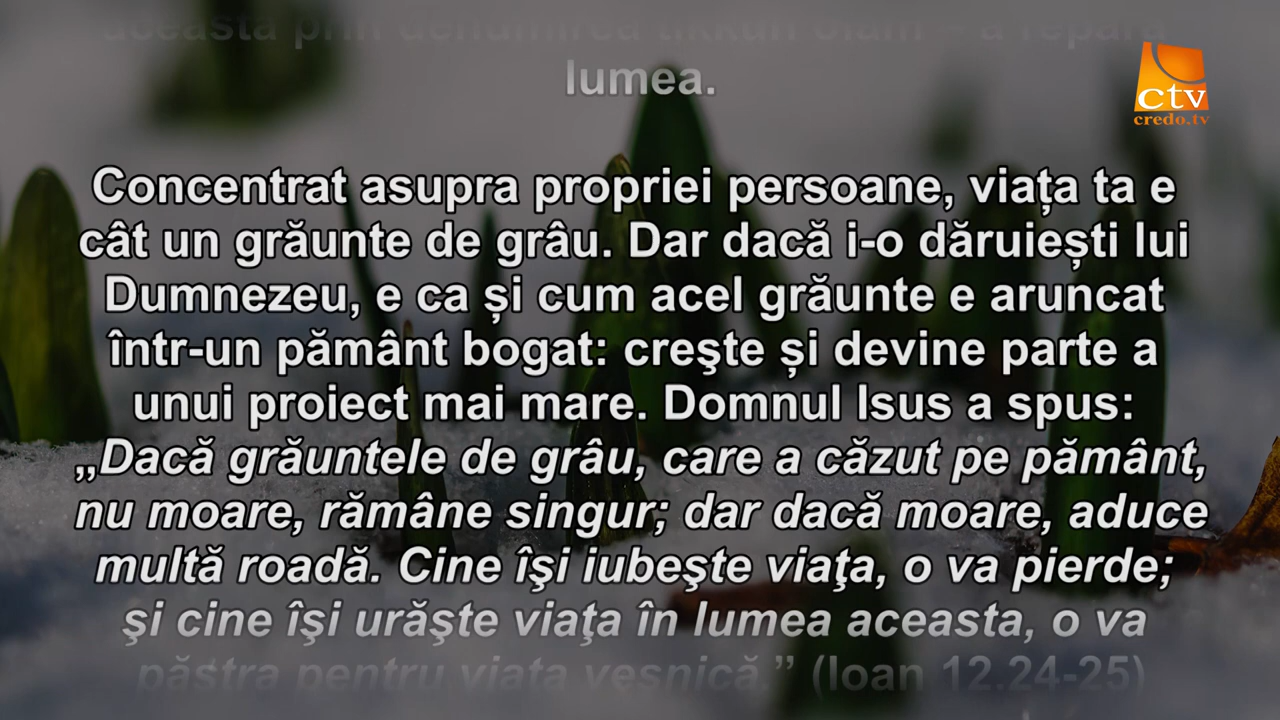 aceasta prin denumirea tikkun olam - a repara
lumea.
ctv
credo.tv
Concentrat asupra propriei persoane, viața ta e
cât un grăunte de grâu. Dar dacă i-o dăruiești lui
Dumnezeu, e ca și cum acel grăunte e aruncat
într-un pământ bogat: creşte și devine parte a
unui proiect mai mare. Domnul Isus a spus:
„Dacă grăuntele de grâu, care a căzut pe pământ,
nu moare, rămâne singur; dar dacă moare, aduce
multă roadă. Cine îşi iubeşte viaţa, o va pierde;
şi cine îşi urăşte viaţa în lumea aceasta, o va
păstra pentru viaţa veşnică.” (Ioan 12.24-25)